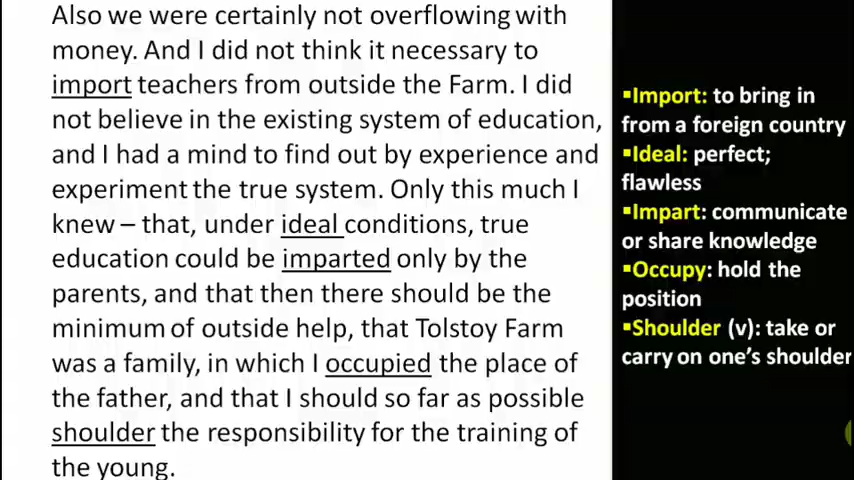 Also we were certainly not overflowing with
money. And I did not think it necessary to
import teachers from outside the Farm. I did
not believe in the existing system of education,
and I had a mind to find out by experience and
experiment the true system. Only this much I
knew – that, under ideal conditions, true
education could be imparted only by the
parents, and that then there should be the
minimum of outside help, that Tolstoy Farm
was a family, in which I occupied the place of
the father, and that I should so far as possible
shoulder the responsibility for the training of
the young.
▪Import: to bring in
from a foreign country
▪Ideal: perfect;
flawless
▪Impart: communicate
or share knowledge
▪Occupy: hold the
position
▪Shoulder (v): take or
carry on one's shoulder